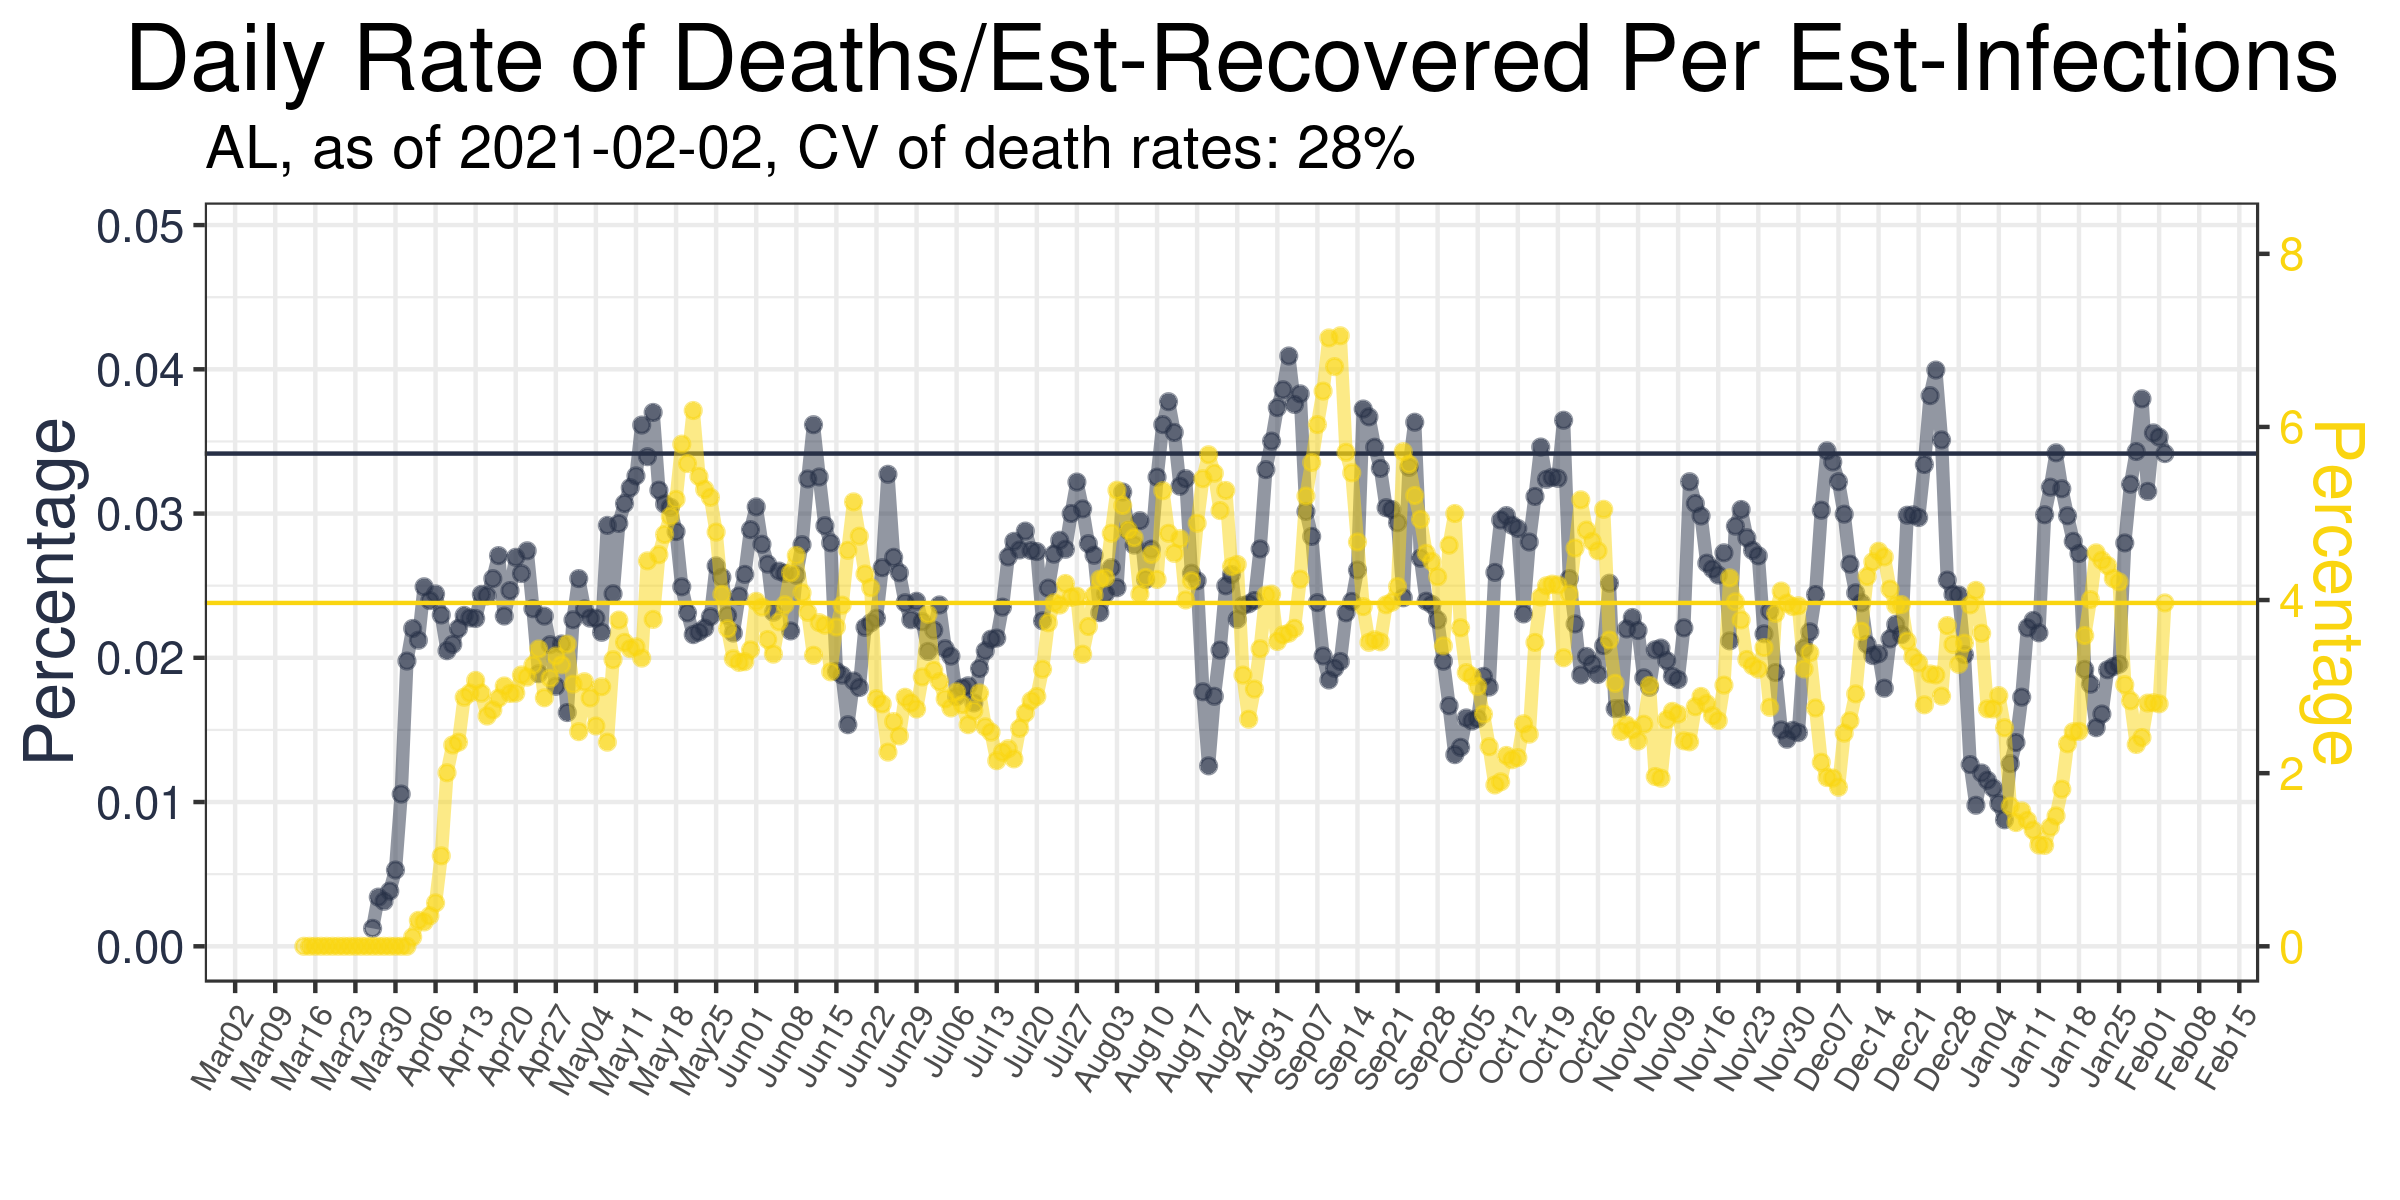 Daily Rate of Deaths/Est-Recovered Per Est-Infections
AL, as of 2021-02-02, CV of death rates: 28%
Percentage
0.05
0.04
0.03
0.02
0.01
0.00
8
6
4
2
0
Percentage
Mar02
Mar09
Mar16
Mar23
Mar30
Apr06
Apr13
Apr20
Apr27
May04
May11
May18
May25
Jun01
Jun08
Jun15
Jun22
Jun29
Jul06
Jul13
Jul20
Jul27
Aug03
Aug10
Aug17
Aug24
Aug31
Sep07
Sep14
Sep21
Sep28
Oct05
Oct12
Oct19
Oct26
Nov02
Nov09
Nov16
Nov23
Nov30
Dec07
Dec14
Dec21
Dec28
Jan04
Jan11
Jan18
Jan25
Feb01
Feb08
Feb15